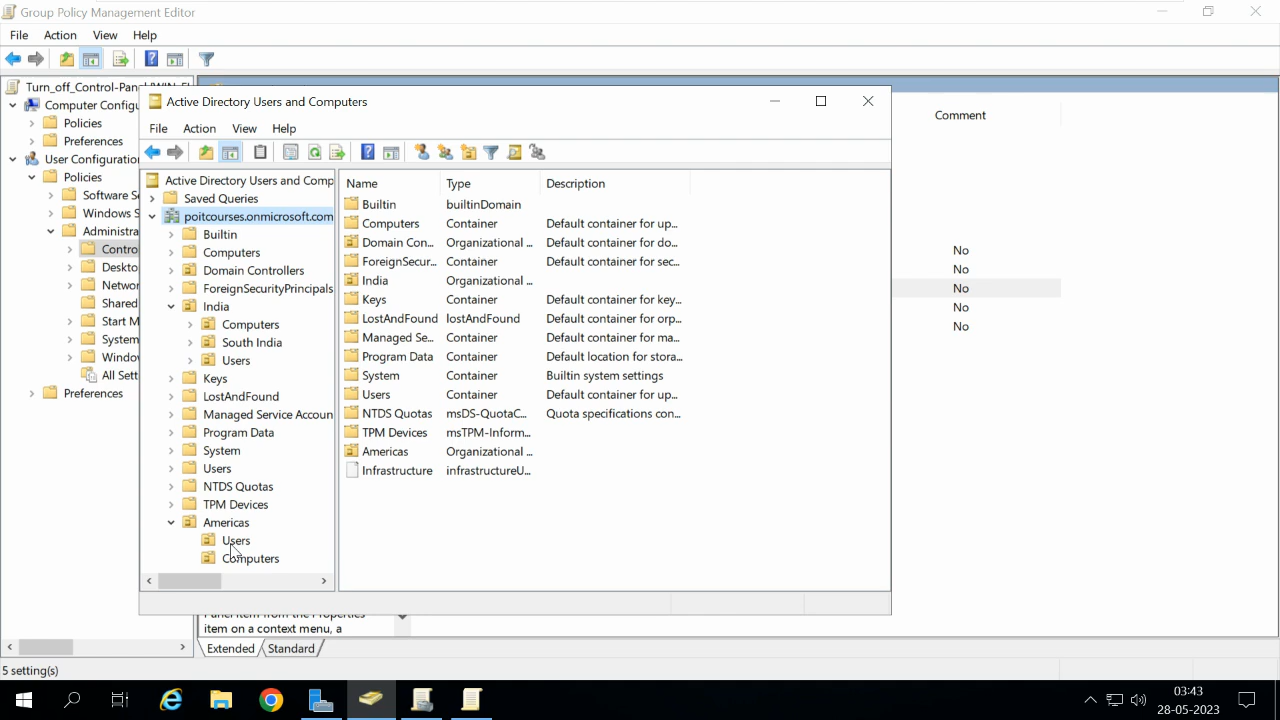 Group Policy Management Editor
File Action View Help
Turn_off_Control-Pan
Computer Configu
Policies
Preferences
User Configuration
Policies
Software Se
Windows S
Administra
Contro
Deskto
Networ
Shared
Start M
System
Windo
All Sett
Preferences
Comment
No
No
No
No
No
item on a context menu, a
Extended Standard
5 setting(s)
Active Directory Users and Computers
File Action View Help
Active Directory Users and Comp
Saved Queries
poitcourses.onmicrosoft.com
Builtin
Computers
Domain Controllers
ForeignSecurityPrincipals
India
Computers
South India
Users
Keys
LostAndFound
Managed Service Accoun
Program Data
System
Users
NTDS Quotas
TPM Devices
Americas
Users
Computers
Name Type Description
Builtin builtinDomain
Computers Container Default container for up...
Domain Con... Organizational ... Default container for do...
ForeignSecur... Container Default container for sec...
India Organizational ...
Keys Container Default container for key...
LostAndFound lostAndFound Default container for orp...
Managed Se... Container Default container for ma...
Program Data Container Default location for stora...
System Container Builtin system settings
Users Container Default container for up...
NTDS Quotas msDS-QuotaC... Quota specifications con...
TPM Devices msTPM-Inform...
Americas Organizational ...
Infrastructure infrastructureU...
03:43
28-05-2023